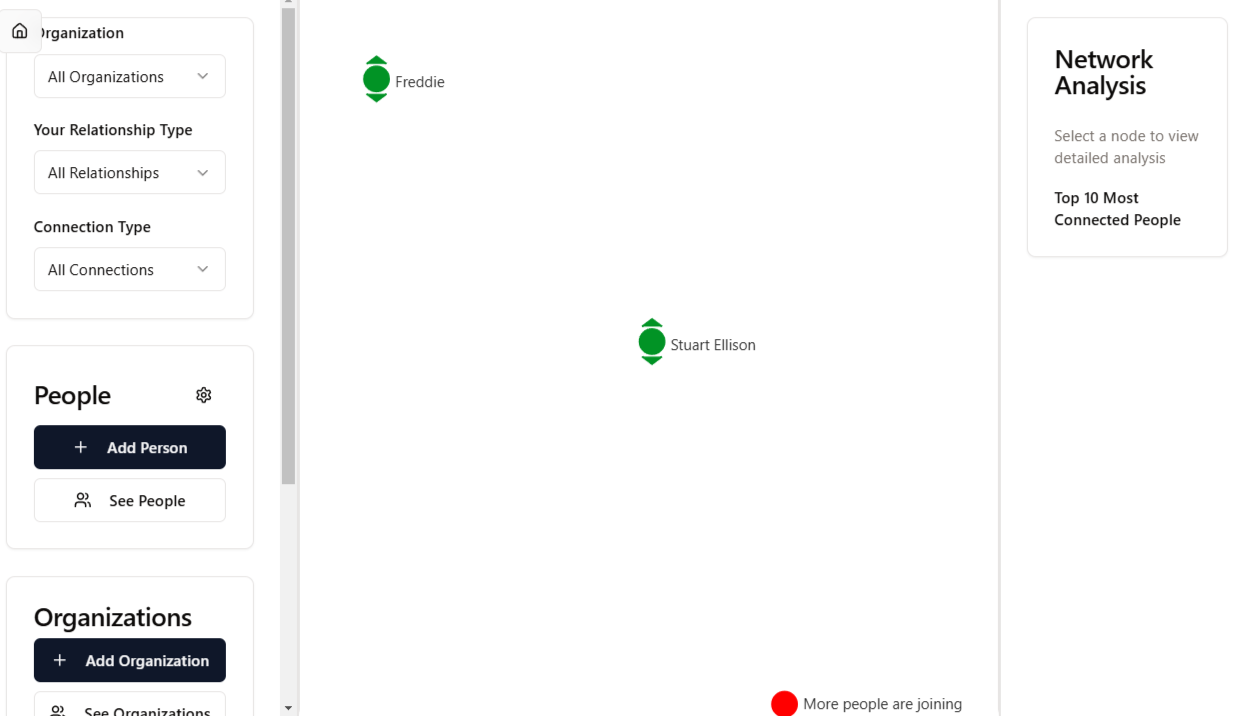 Organization
All Organizations
Your Relationship Type
All Relationships
Connection Type
All Connections
People
Add Person
See People
Organizations
Add Organization
See Organizations
Freddie
Stuart Ellison
More people are joining
Network
Analysis
Select a node to view
detailed analysis
Top 10 Most
Connected People